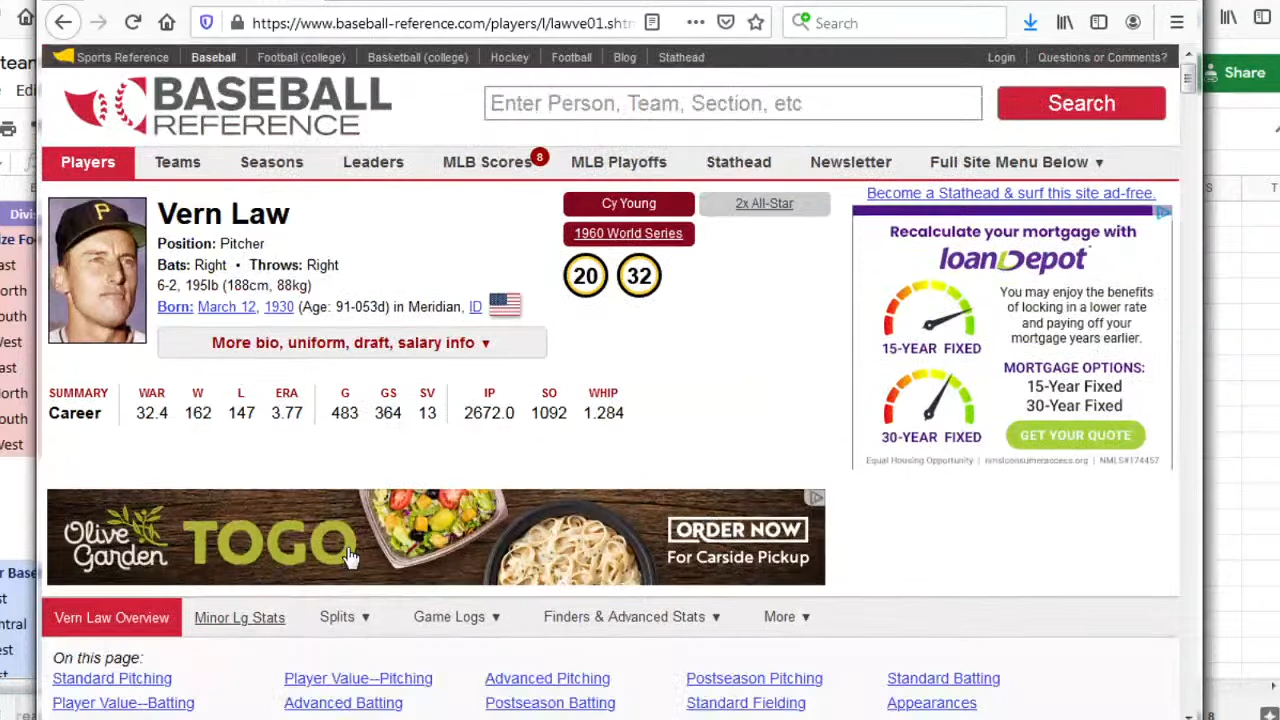 https://www.baseball-reference.com/players/l/lawve01.shtm
Search
Share
Sports Reference Baseball Football (college) Basketball (college) Hockey Football Blog Stathead Login Questions or Comments?
BASEBALL
REFERENCE
Enter Person, Team, Section, etc
Search
Players Teams Seasons Leaders MLB Scores 8 MLB Playoffs Stathead Newsletter Full Site Menu Below ▼
Become a Stathead & surf this site ad-free.
Vern Law
Position: Pitcher
Bats: Right • Throws: Right
6-2, 195lb (188cm, 88kg)
Born: March 12, 1930 (Age: 91-053d) in Meridian, ID
More bio, uniform, draft, salary info ▼
Cy Young
2x All-Star
1960 World Series
20 32
SUMMARY WAR W L ERA G GS SV IP SO WHIP
Career 32.4 162 147 3.77 483 364 13 2672.0 1092 1.284
Recalculate your mortgage with
loanDepot
You may enjoy the benefits
of locking in a lower rate
and paying off your
mortgage years earlier.
15-YEAR FIXED
MORTGAGE OPTIONS:
15-Year Fixed
30-Year Fixed
30-YEAR FIXED
GET YOUR QUOTE
Equal Housing Opportunity | nmlsconsumeraccess.org | NMLS#174457
Olive
Garden
TOGO
ORDER NOW
For Carside Pickup
Vern Law Overview Minor Lg Stats Splits ▼ Game Logs ▼ Finders & Advanced Stats ▼ More ▼
On this page:
Standard Pitching Player Value--Pitching Advanced Pitching Postseason Pitching Standard Batting
Player Value--Batting Advanced Batting Postseason Batting Standard Fielding Appearances
S T